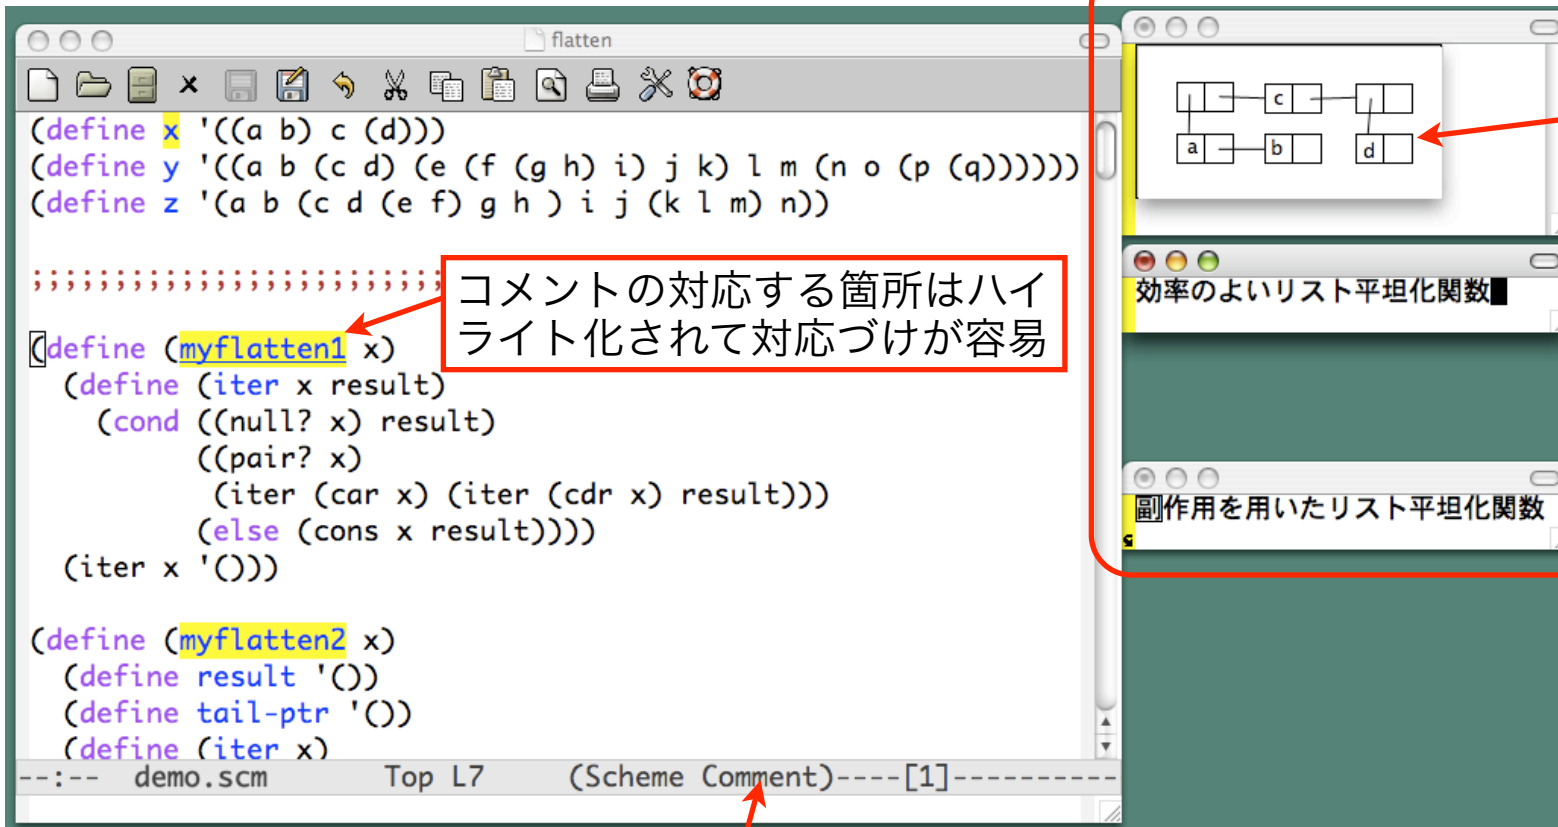 flatten
(define x '((a b) c (d)))
(define y '((a b (c d) (e (f (g h) i) j k) l m (n o (p (q))))))
(define z '(a b (c d (e f) g h ) i j (k l m) n))
;;;;;;;;;;;;;;;;;;;;;;;;;
コメントの対応する箇所はハイ
ライト化されて対応づけが容易
(define (myflatten1 x)
(define (iter x result)
(cond ((null? x) result)
((pair? x)
(iter (car x) (iter (cdr x) result)))
(else (cons x result))))
(iter x '()))
(define (myflatten2 x)
(define result '())
(define tail-ptr '())
(define (iter x)
--:-- demo.scm Top L7 (Scheme Comment)----[1]----------
c
a b d
効率のよいリスト平坦化関数
副作用を用いたリスト平坦化関数